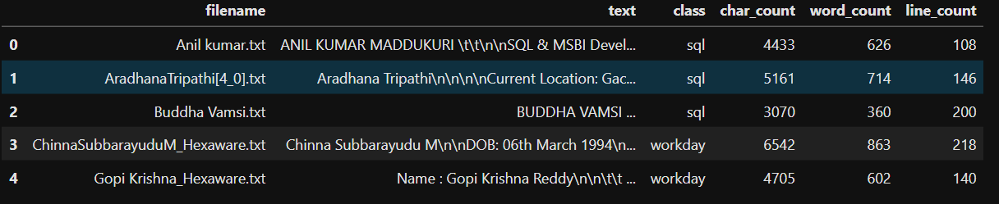 filename text class char_count word_count line_count
0 Anil kumar.txt ANIL KUMAR MADDUKURI \t\t\n\nSQL & MSBI Devel... sql 4433 626 108
1 AradhanaTripathi[4_0].txt Aradhana Tripathi\n\n\n\nCurrent Location: Gac... sql 5161 714 146
2 Buddha Vamsi.txt BUDDHA VAMSI ... sql 3070 360 200
3 ChinnaSubbarayuduM_Hexaware.txt Chinna Subbarayudu M\n\nDOB: 06th March 1994\n... workday 6542 863 218
4 Gopi Krishna_Hexaware.txt Name : Gopi Krishna Reddy\n\n\t\t ... workday 4705 602 140